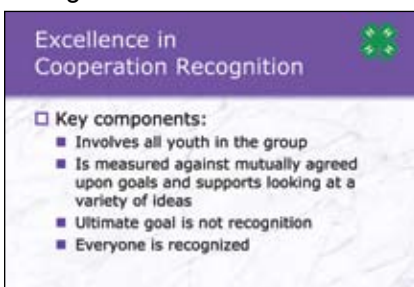 Excellence in
Cooperation Recognition
Key components:
Involves all youth in the group
Is measured against mutually agreed
upon goals and supports looking at a
variety of ideas
Ultimate goal is not recognition
Everyone is recognized